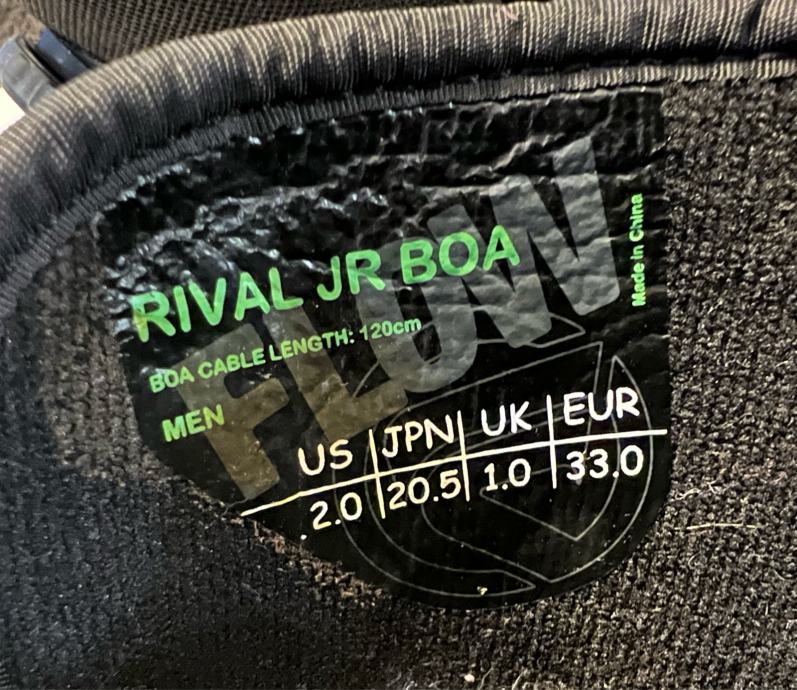 FLOW
RIVAL JR BOA
Made in China
BOA CABLE LENGTH: 120cm
MEN
US JPN UK EUR
2.0 20.5 1.0 33.0